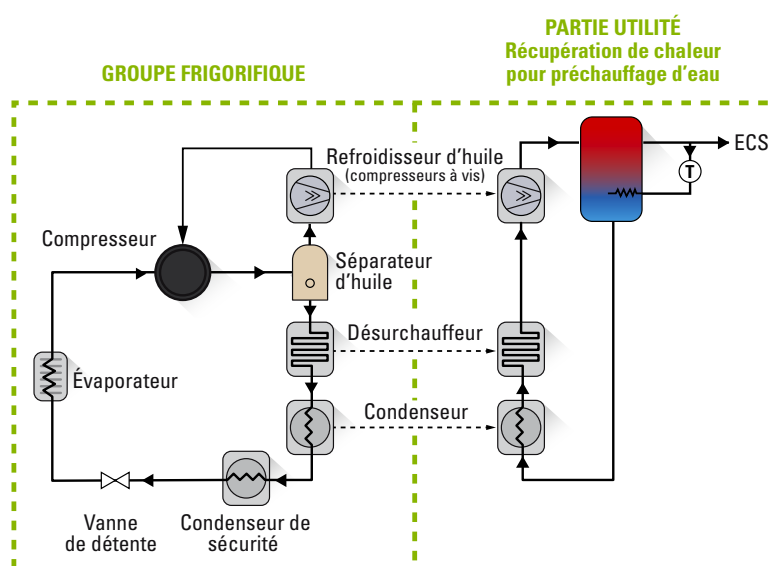 PARTIE UTILITÉ
Récupération de chaleur
pour préchauffage d'eau
GROUPE FRIGORIFIQUE
Refroidisseur d'huile
(compresseurs à vis)
ECS
T
Compresseur
Séparateur
d'huile
Désurchauffeur
Évaporateur
Condenseur
Vanne
de détente
Condenseur de
sécurité